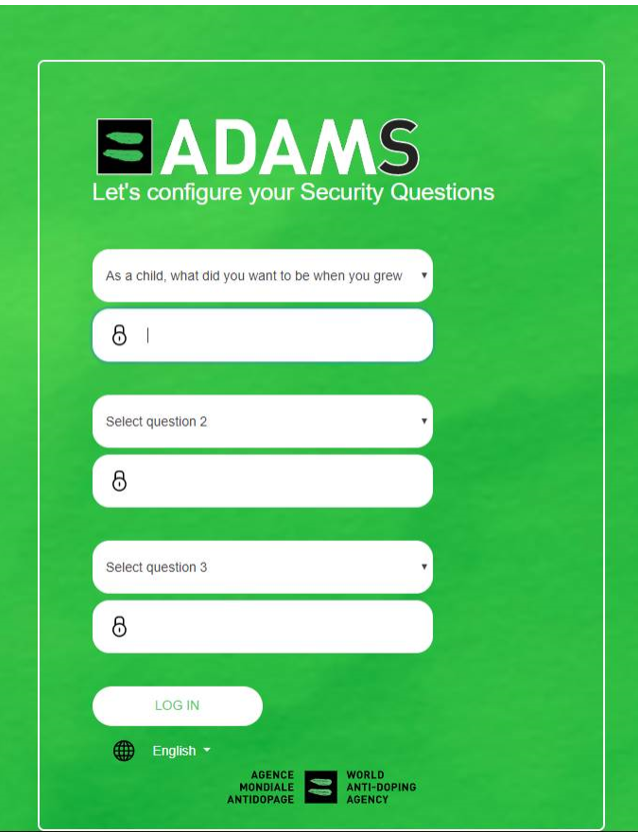 ADAMS
Let's configure your Security Questions
As a child, what did you want to be when you grew
Select question 2
Select question 3
LOG IN
English
AGENCE
MONDIALE
ANTIDOPAGE
WORLD
ANTI-DOPING
AGENCY